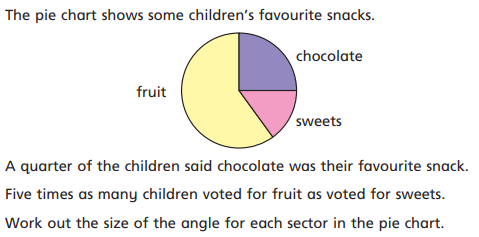 The pie chart shows some children's favourite snacks.
chocolate
fruit
sweets
A quarter of the children said chocolate was their favourite snack.
Five times as many children voted for fruit as voted for sweets.
Work out the size of the angle for each sector in the pie chart.